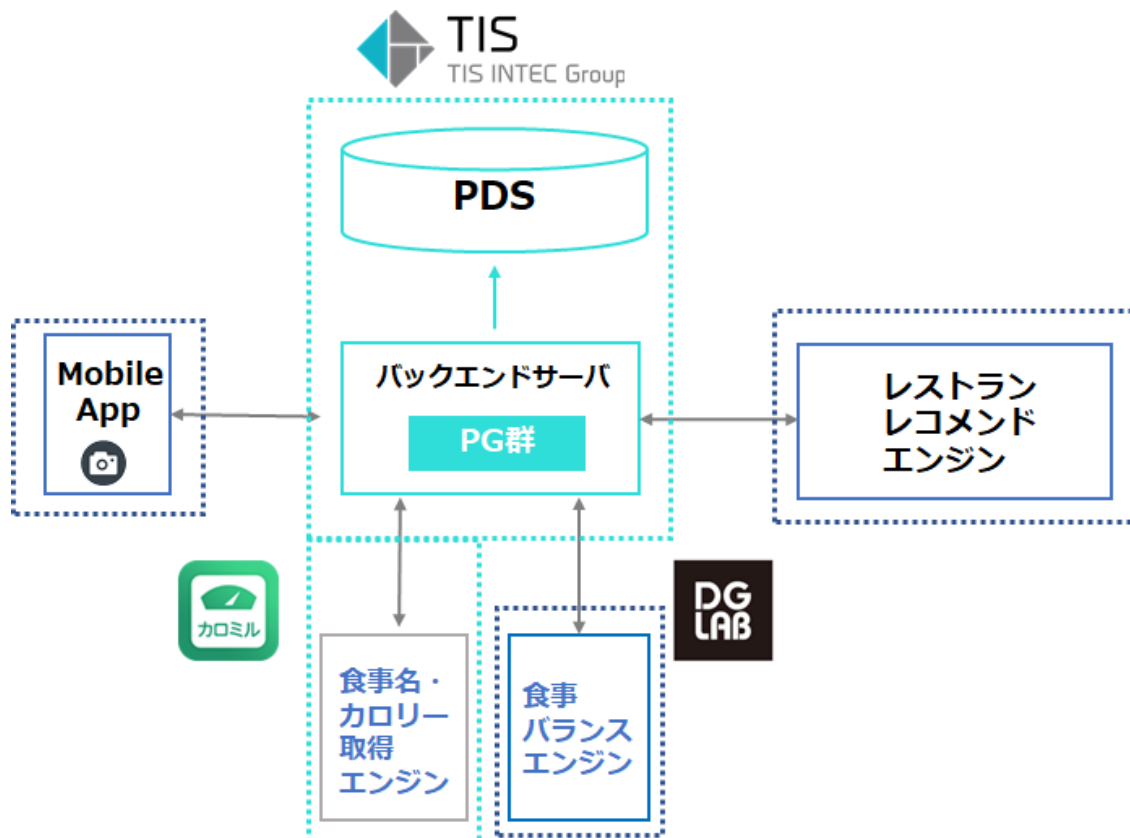 TIS
TIS INTEC Group
PDS
Mobile
App
バックエンドサーバ
PG群
レストラン
レコメンド
エンジン
カロミル
DG
LAB
食事名・
カロリー
取得
エンジン
食事
バランス
エンジン